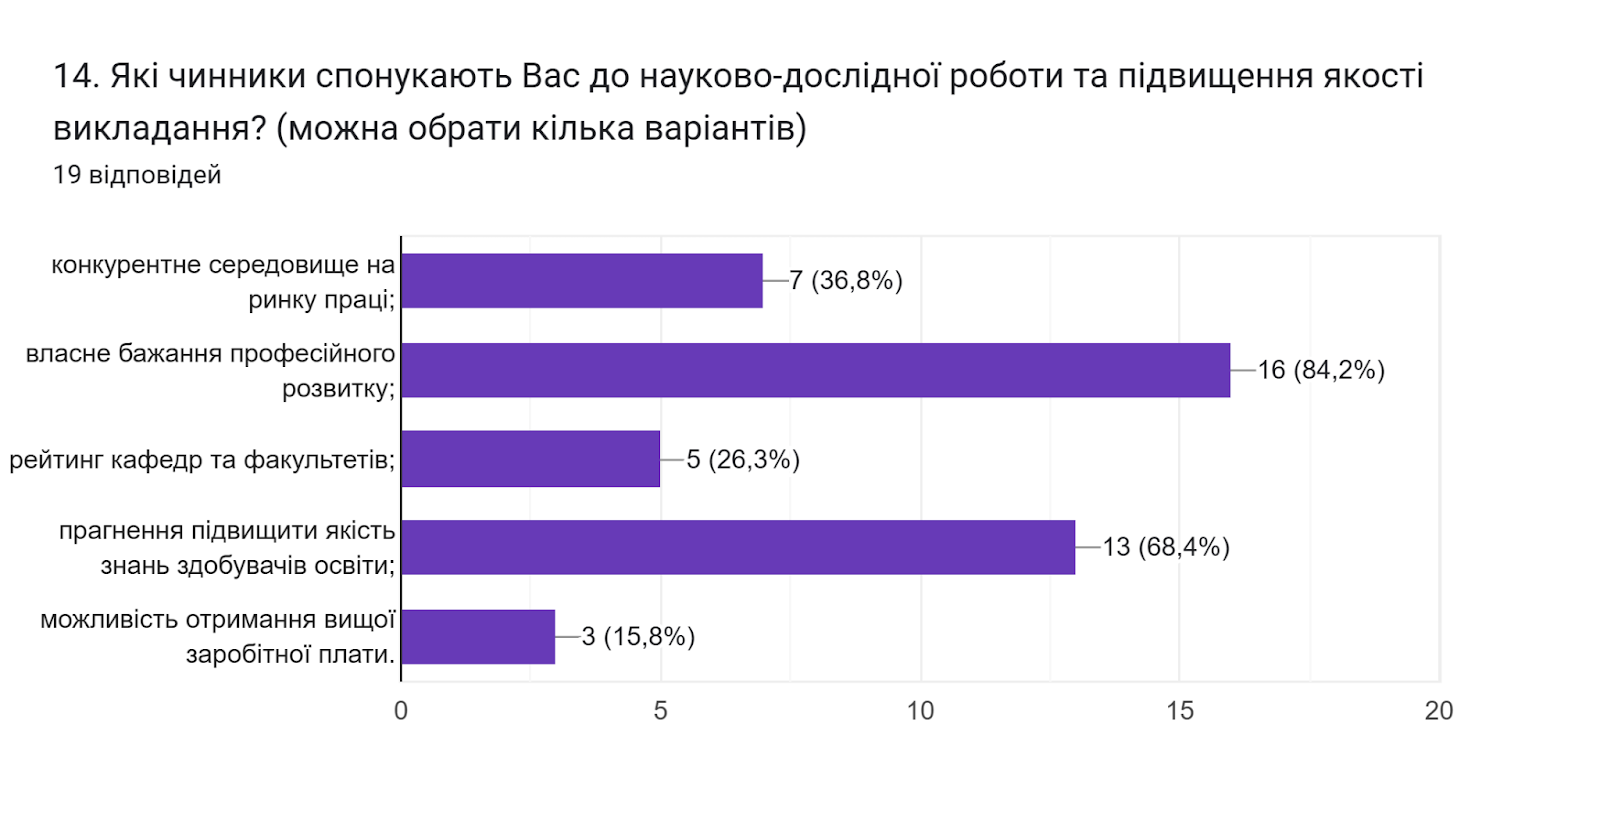 14. Які чинники спонукають Вас до науково-дослідної роботи та підвищення якості
викладання? (можна обрати кілька варіантів)
19 відповідей
конкурентне середовище на
ринку праці;
7 (36,8%)
власне бажання професійного
розвитку;
16 (84,2%)
рейтинг кафедр та факультетів;
5 (26,3%)
прагнення підвищити якість
знань здобувачів освіти;
13 (68,4%)
можливість отримання вищої
заробітної плати.
3 (15,8%)
0 5 10 15 20